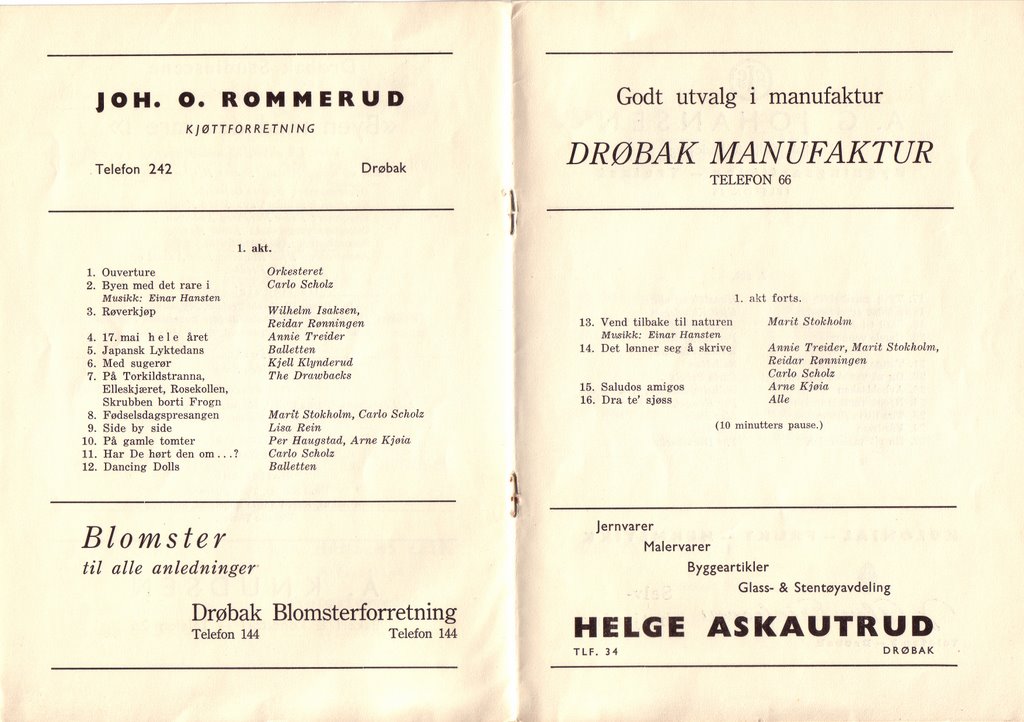 JOH. O. ROMMERUD
KJØTTFORRETNING
Telefon 242 Drøbak
1. akt.
1. Ouverture Orkesteret
2. Byen med det rare i Carlo Scholz
Musikk: Einar Hansten
3. Røverkjøp Wilhelm Isaksen,
Reidar Rønningen
4. 17. mai hele året Annie Treider
5. Japansk Lyktedans Balletten
6. Med sugerør Kjell Klynderud
7. På Torkildstranna, The Drawbacks
Elleskjæret, Rosekollen,
Skrubben borti Frogn
8. Fødselsdagspresangen Marit Stokholm, Carlo Scholz
9. Side by side Lisa Rein
10. På gamle tomter Per Haugstad, Arne Kjøia
11. Har De hørt den om...? Carlo Scholz
12. Dancing Dolls Balletten
Blomster
til alle anledninger
Drøbak Blomsterforretning
Telefon 144 Telefon 144
Godt utvalg i manufaktur
DRØBAK MANUFAKTUR
TELEFON 66
1. akt forts.
13. Vend tilbake til naturen Marit Stokholm
Musikk: Einar Hansten
14. Det lønner seg å skrive Annie Treider, Marit Stokholm,
Reidar Rønningen
Carlo Scholz
15. Saludos amigos Arne Kjøia
16. Dra te' sjøss Alle
(10 minutters pause.)
Jernvarer
Malervarer
Byggeartikler
Glass- & Stentøyavdeling
HELGE ASKAUTRUD
TLF. 34 DRØBAK